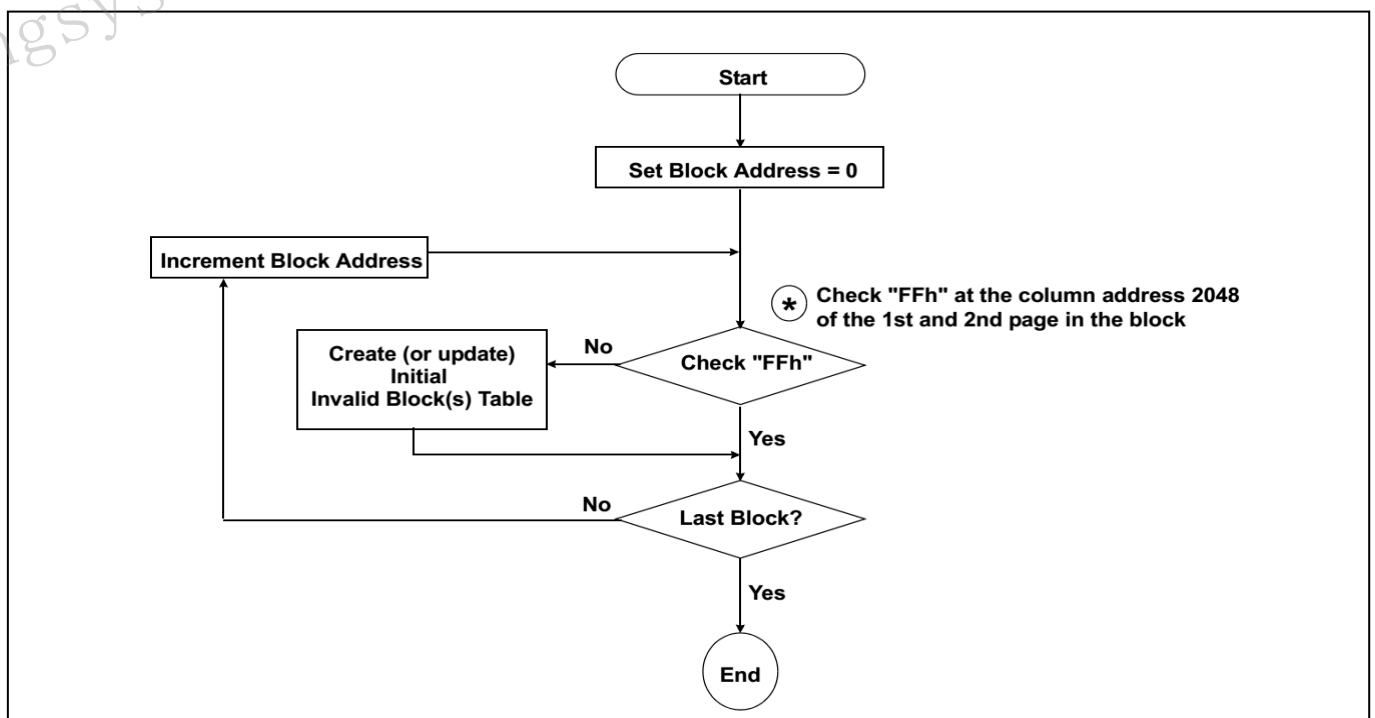 Start
Set Block Address = 0
Increment Block Address
* Check "FFh" at the column address 2048
of the 1st and 2nd page in the block
No
Check "FFh"
Create (or update)
Initial
Invalid Block(s) Table
Yes
No
Last Block?
Yes
End